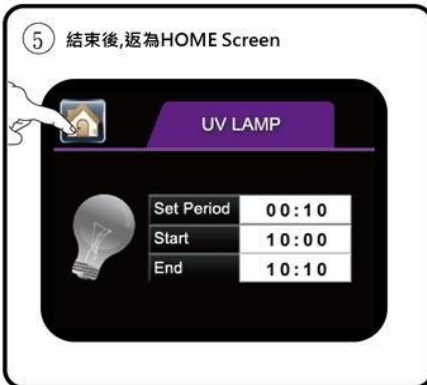 ⑤ 結束後,返為HOME Screen
UV LAMP
Set Period 00:10
Start 10:00
End 10:10